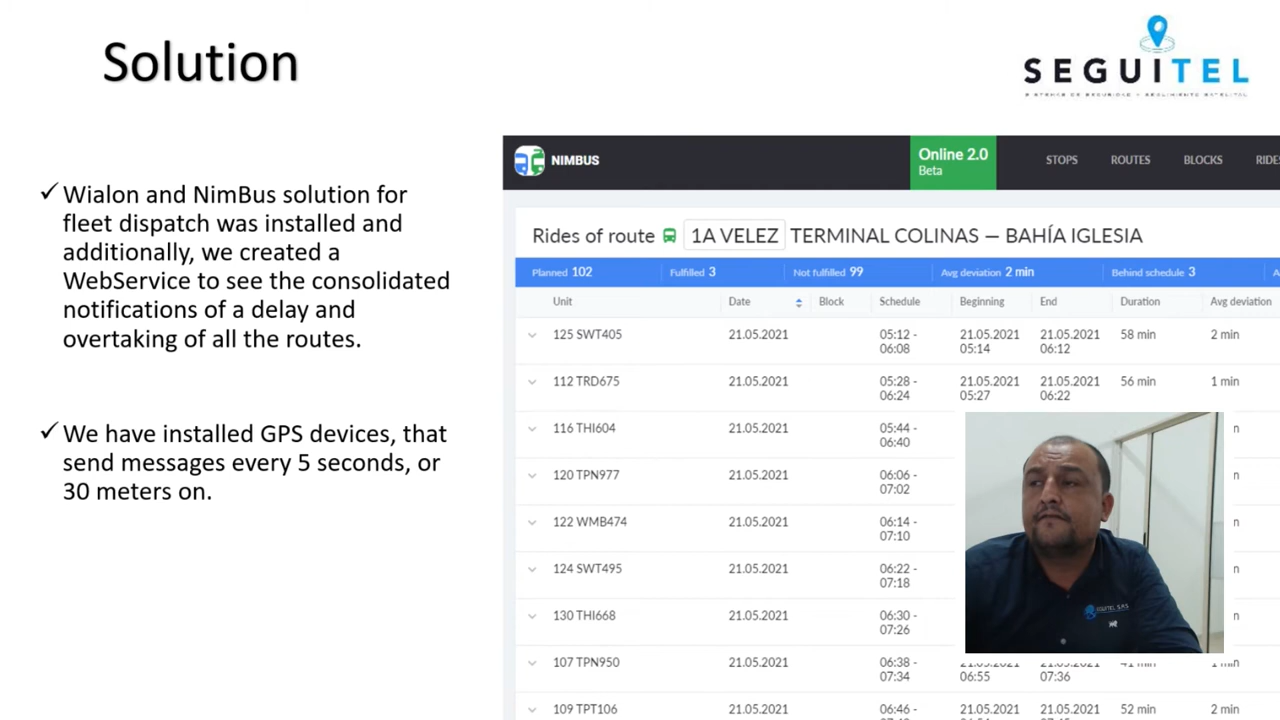 Solution
SEGUITEL
✓ Wialon and NimBus solution for
fleet dispatch was installed and
additionally, we created a
WebService to see the consolidated
notifications of a delay and
overtaking of all the routes.
✓ We have installed GPS devices, that
send messages every 5 seconds, or
30 meters on.
NIMBUS
Online 2.0
Beta
STOPS ROUTES BLOCKS RIDE
Rides of route 1A VELEZ TERMINAL COLINAS — BAHÍA IGLESIA
Planned 102 Fulfilled 3 Not fulfilled 99 Avg deviation 2 min Behind schedule 3 A
Unit Date Block Schedule Beginning End Duration Avg deviation
125 SWT405 21.05.2021 05:12 - 21.05.2021 21.05.2021 58 min 2 min
06:08 05:14 06:12
112 TRD675 21.05.2021 05:28 - 21.05.2021 21.05.2021 56 min 1 min
06:24 05:27 06:22
116 THI604 21.05.2021 05:44 -
06:40
120 TPN977 21.05.2021 06:06 -
07:02
122 WMB474 21.05.2021 06:14 -
07:10
124 SWT495 21.05.2021 06:22 -
07:18
130 THI668 21.05.2021 06:30 -
07:26
107 TPN950 21.05.2021 06:38 -
07:34 06:55 07:36
109 TPT106 21.05.2021 06:46 - 21.05.2021 21.05.2021 52 min 2 min